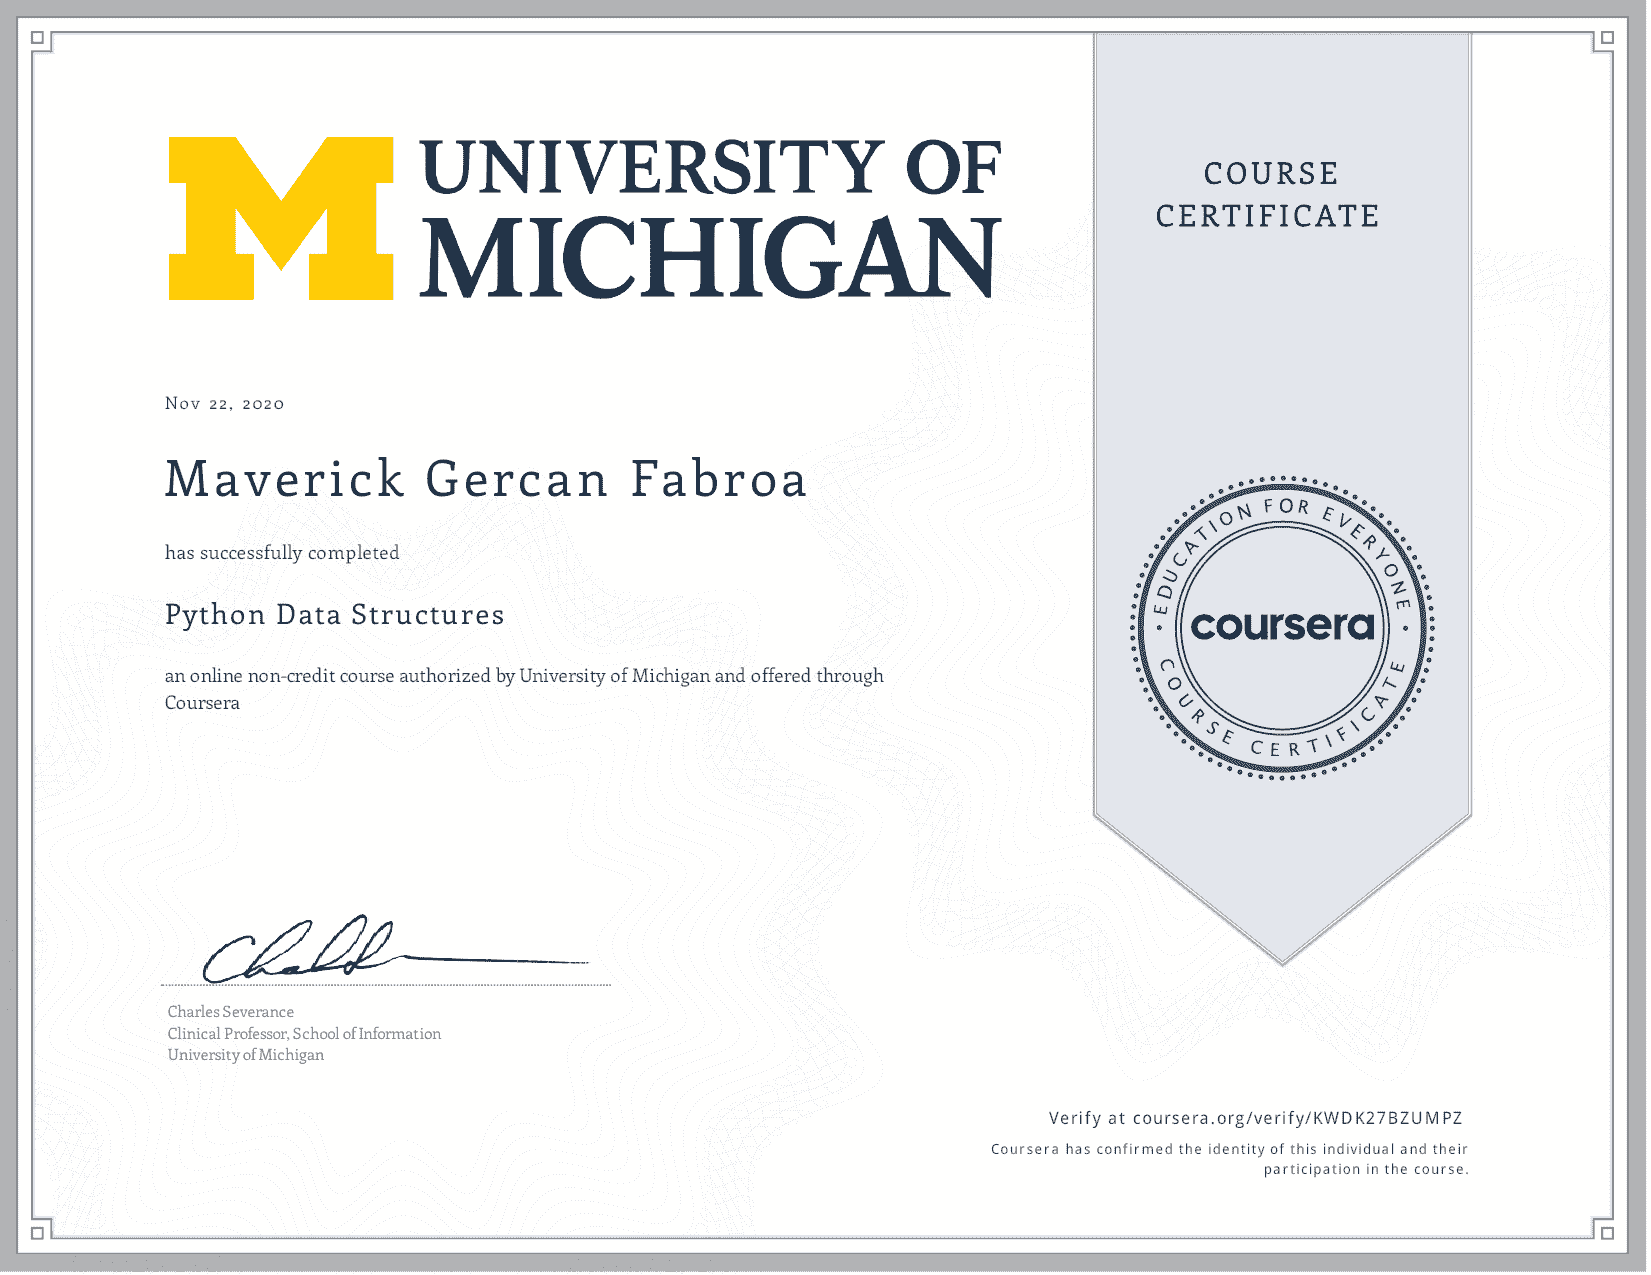 UNIVERSITY OF
MICHIGAN
COURSE
CERTIFICATE
Nov 22, 2020
Maverick Gercan Fabroa
has successfully completed
Python Data Structures
an online non-credit course authorized by University of Michigan and offered through
Coursera
EDUCATION FOR EVERYONE
coursera
COURSE CERTIFICATE
Charles Severance
Clinical Professor, School of Information
University of Michigan
Verify at coursera.org/verify/KWDK27BZUMPZ
Coursera has confirmed the identity of this individual and their
participation in the course.